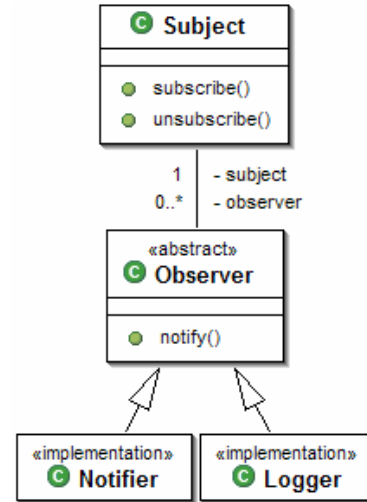 C Subject
subscribe()
unsubscribe()
1 - subject
0..* - observer
«abstract»
C Observer
notify()
«implementation» «implementation»
C Notifier C Logger